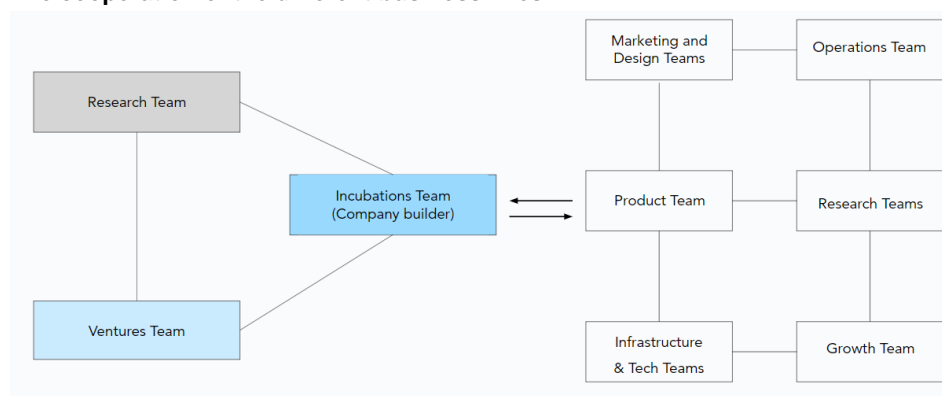 Marketing and
Design Teams
Operations Team
Research Team
Incubations Team
(Company builder)
Product Team
Research Teams
Ventures Team
Infrastructure
& Tech Teams
Growth Team